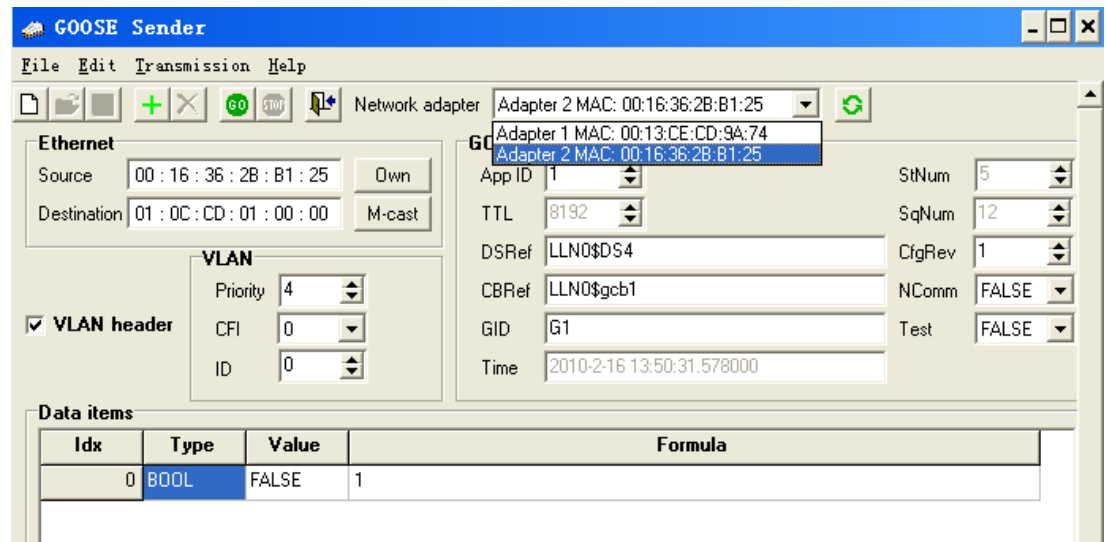 GOOSE Sender
File Edit Transmission Help
GO STOP Network adapter Adapter 2 MAC: 00:16:36:2B:B1:25
Adapter 1 MAC: 00:13:CE:CD:9A:74
Adapter 2 MAC: 00:16:36:2B:B1:25
Ethernet
Source 00 : 16 : 36 : 2B : B1 : 25 Own
Destination 01 : 0C : CD : 01 : 00 : 00 M-cast
VLAN header
VLAN
Priority 4
CFI 0
ID 0
App ID 1 StNum 5
TTL 8192 SqNum 12
DSRef LLN0$DS4 CfgRev 1
CBRef LLN0$gcb1 NComm FALSE
GID G1 Test FALSE
Time 2010-2-16 13:50:31.578000
Data items
Idx Type Value Formula
0 BOOL FALSE 1